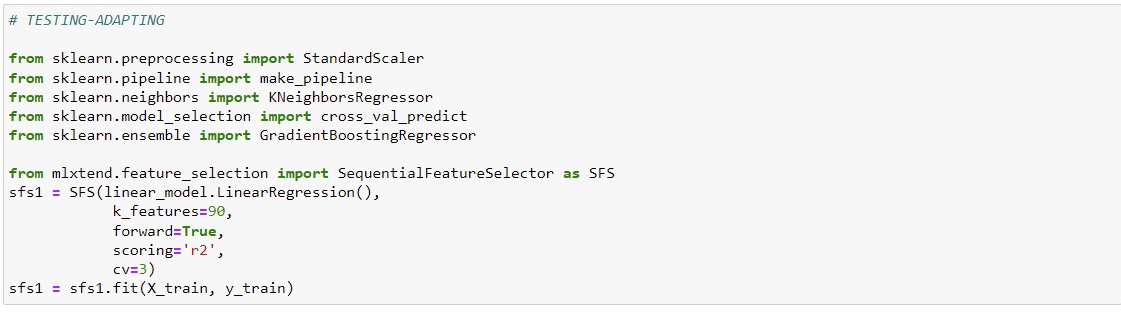 # TESTING-ADAPTING
from sklearn.preprocessing import StandardScaler
from sklearn.pipeline import make_pipeline
from sklearn.neighbors import KNeighborsRegressor
from sklearn.model_selection import cross_val_predict
from sklearn.ensemble import GradientBoostingRegressor
from mlxtend.feature_selection import SequentialFeatureSelector as SFS
sfs1 = SFS(linear_model.LinearRegression(),
            k_features=90,
            forward=True,
            scoring='r2',
            cv=3)
sfs1 = sfs1.fit(X_train, y_train)